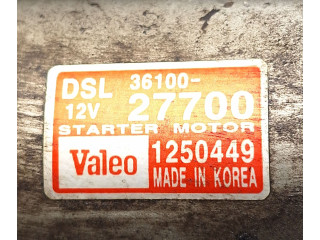 DSL 36100-
12V 27700
STARTER MOTOR
Valeo 1250449
MADE IN KOREA